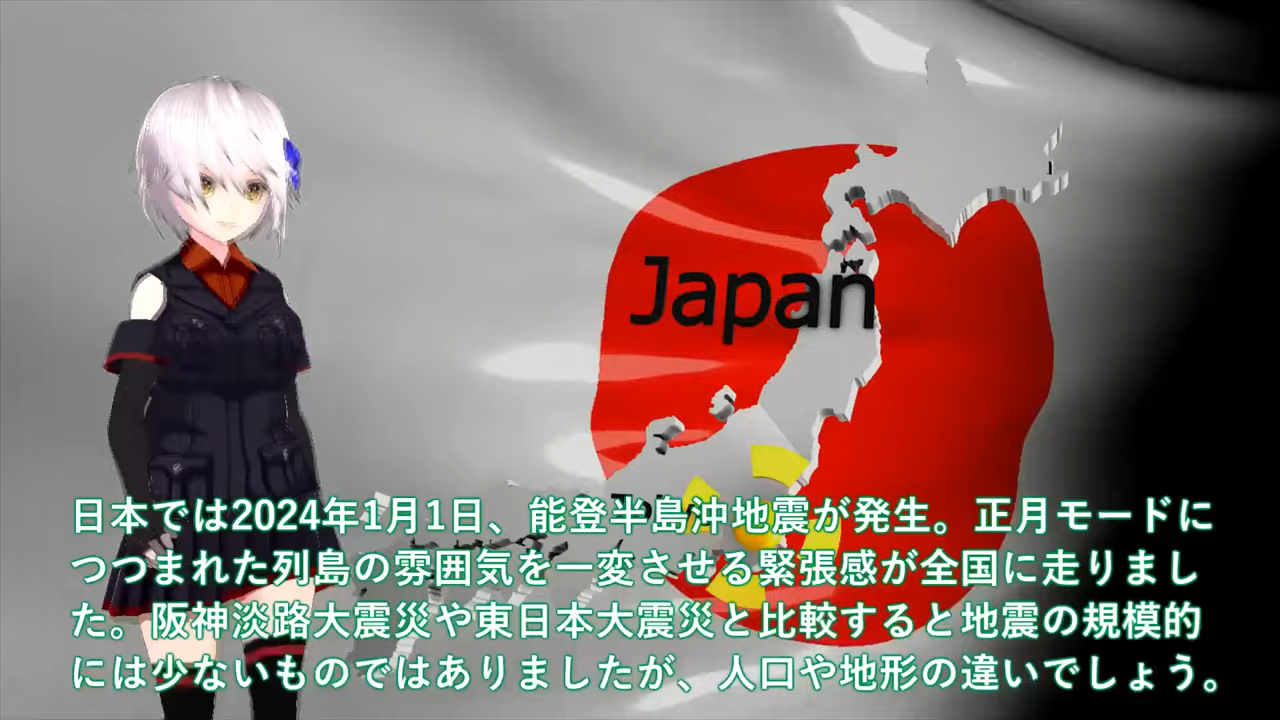 Japan
日本では2024年1月1日、能登半島沖地震が発生。正月モードに
つつまれた列島の雰囲気を一変させる緊張感が全国に走りまし
た。阪神淡路大震災や東日本大震災と比較すると地震の規模的
には少ないものではありましたが、人口や地形の違いでしょう。